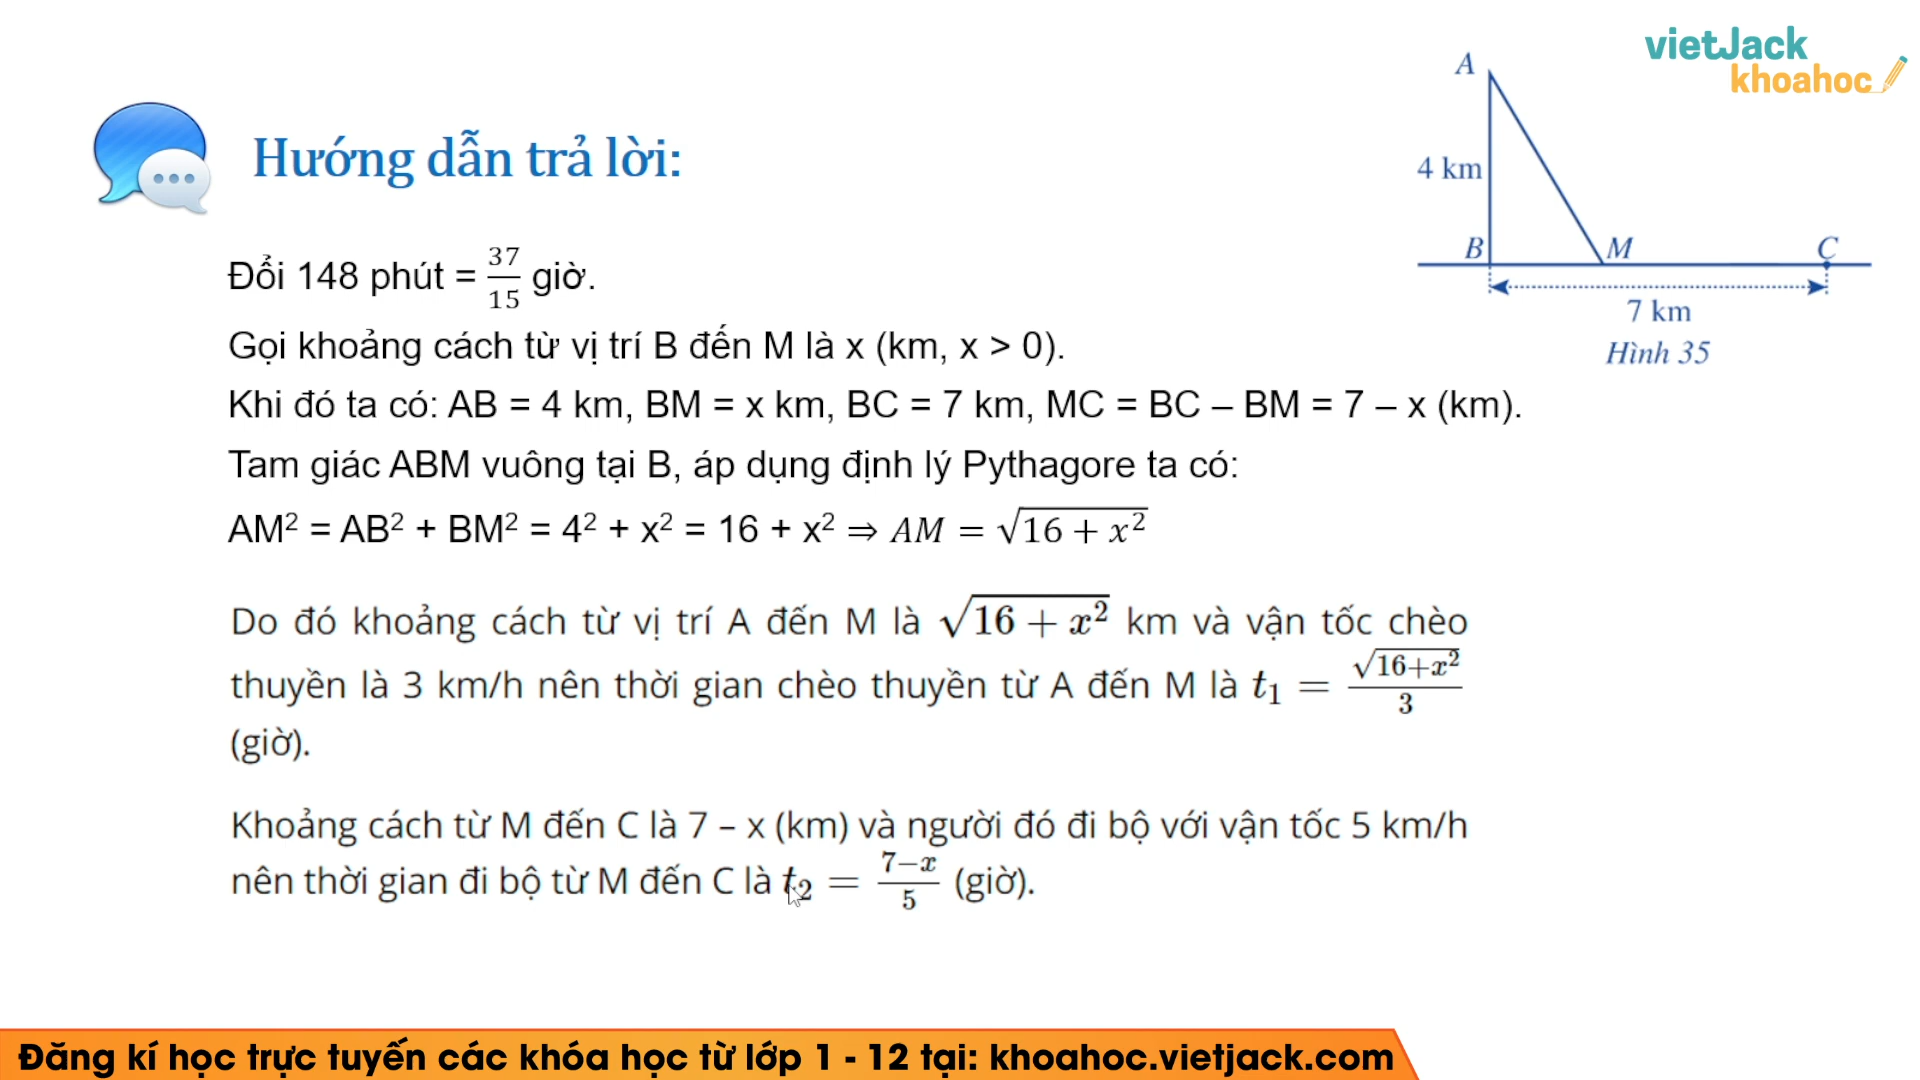 vietJack
khoahoc
A
4 km
B
M
C
7 km
Hình 35
Hướng dẫn trả lời:
Đổi 148 phút = 37/15 giờ.
Gọi khoảng cách từ vị trí B đến M là x (km, x > 0).
Khi đó ta có: AB = 4 km, BM = x km, BC = 7 km, MC = BC – BM = 7 – x (km).
Tam giác ABM vuông tại B, áp dụng định lý Pythagore ta có:
AM² = AB² + BM² = 4² + x² = 16 + x² ⇒ AM = √(16 + x²)
Do đó khoảng cách từ vị trí A đến M là √(16 + x²) km và vận tốc chèo
thuyền là 3 km/h nên thời gian chèo thuyền từ A đến M là t₁ = √(16+x²)/3
(giờ).
Khoảng cách từ M đến C là 7 – x (km) và người đó đi bộ với vận tốc 5 km/h
nên thời gian đi bộ từ M đến C là t₂ = (7−x)/5 (giờ).
Đăng kí học trực tuyến các khóa học từ lớp 1 - 12 tại: khoahoc.vietjack.com